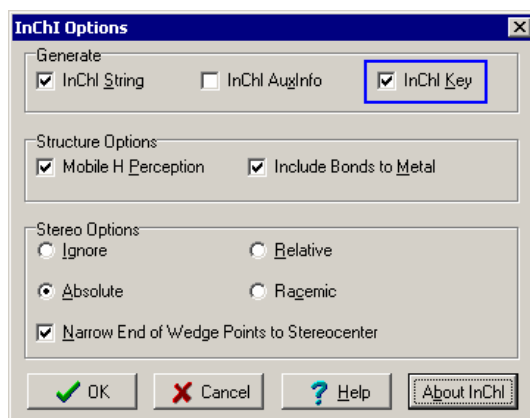 InChI Options
Generate
InChI String InChI AuxInfo InChI Key
Structure Options
Mobile H Perception Include Bonds to Metal
Stereo Options
Ignore Relative
Absolute Racemic
Narrow End of Wedge Points to Stereocenter
OK Cancel Help About InChI